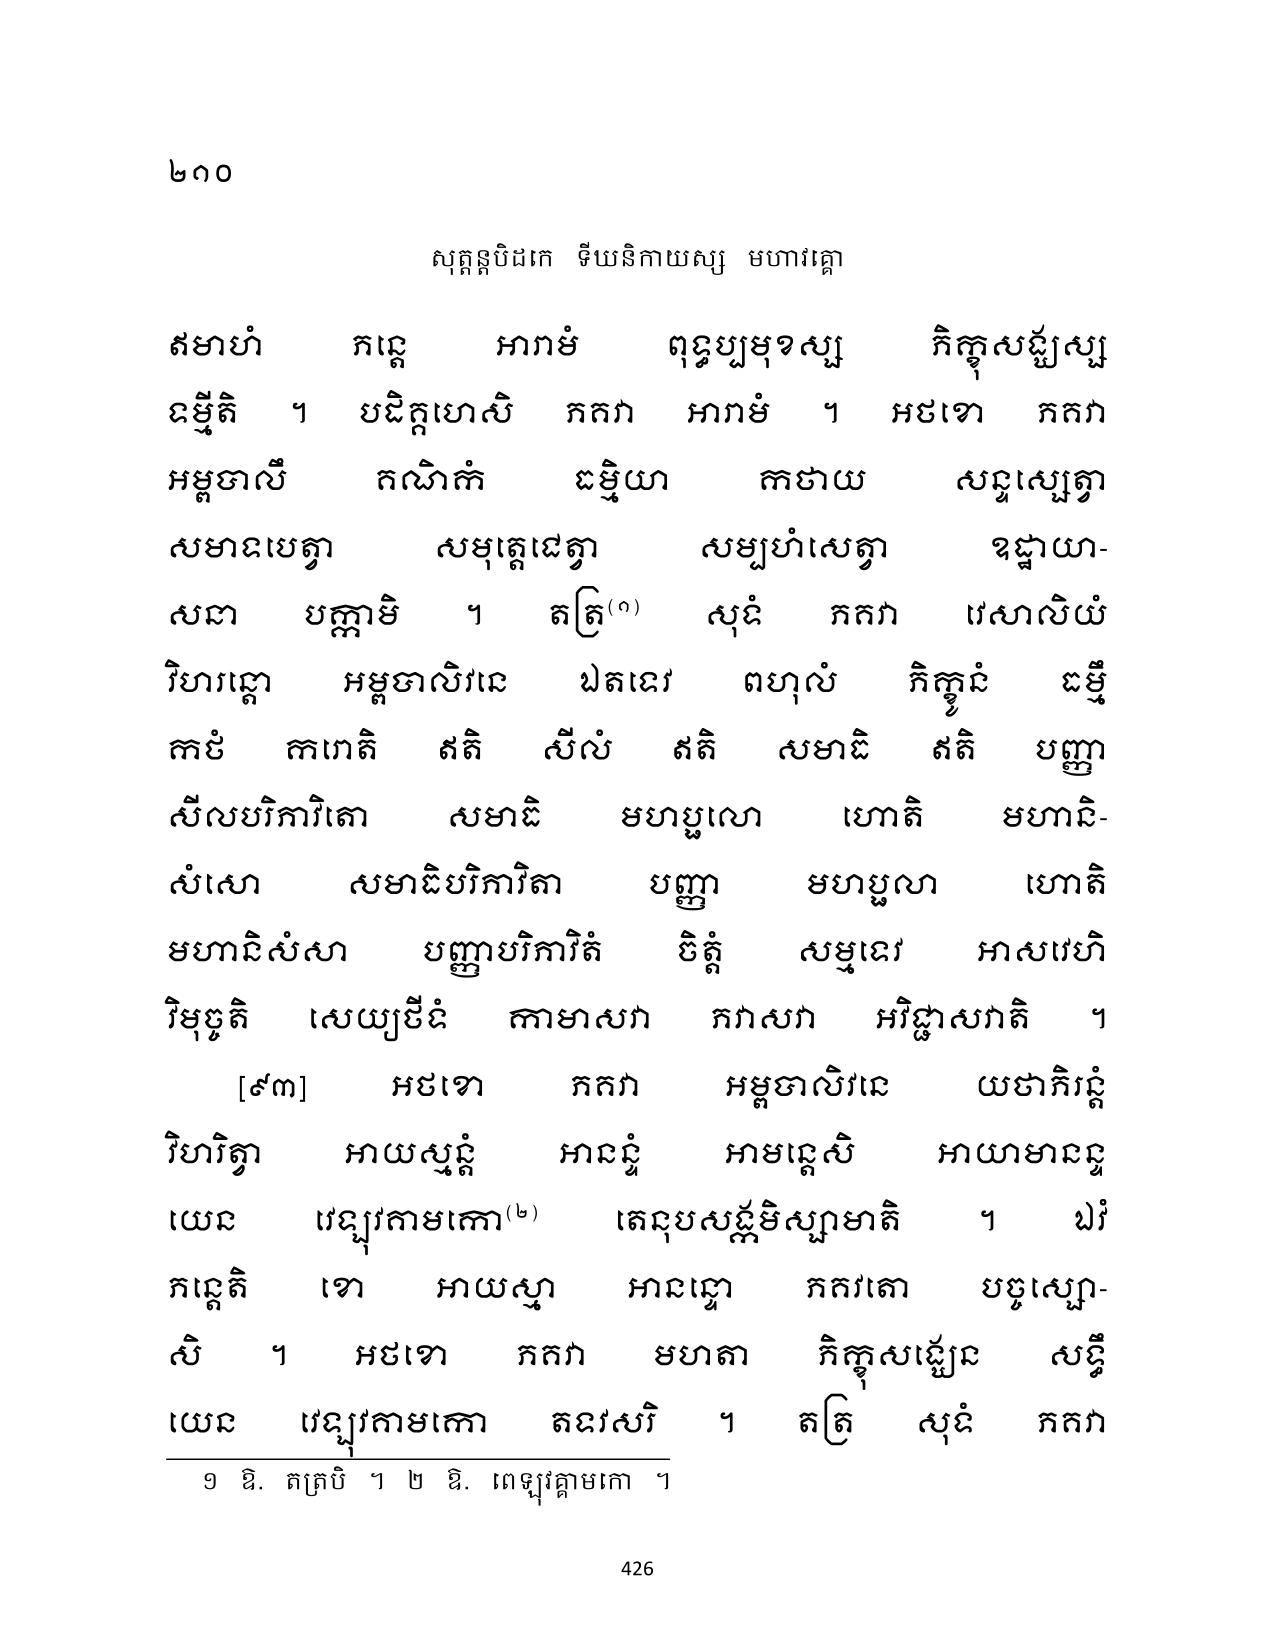 ២១០
សុត្តន្តបិដកេ ទីឃនិកាយស្ស មហាវគ្គោ
ឥមាហំ ភន្តេ អារាមំ ពុទ្ធប្បមុខស្ស ភិក្ខុសង្ឃស្ស
ទម្មីតិ ។ បដិគ្គហេសិ ភគវា អារាមំ ។ អថខោ ភគវា
អម្ពបាលឹ គណិកំ ធម្មិយា កថាយ សន្ទស្សេត្វា
សមាទបេត្វា សមុត្តេជេត្វា សម្បហំសេត្វា ឧដ្ឋាយា-
សនា បក្កាមិ ។ តត្រ(១) សុទំ ភគវា វេសាលិយំ
វិហរន្តោ អម្ពបាលិវនេ ឯតទេវ ពហុលំ ភិក្ខូនំ ធម្មឹ
កថំ ករោតិ ឥតិ សីលំ ឥតិ សមាធិ ឥតិ បញ្ញា
សីលបរិភាវិតោ សមាធិ មហប្ផលោ ហោតិ មហានិ-
សំសោ សមាធិបរិភាវិតា បញ្ញា មហប្ផលា ហោតិ
មហានិសំសា បញ្ញាបរិភាវិតំ ចិត្តំ សម្មទេវ អាសវេហិ
វិមុច្ចតិ សេយ្យថីទំ កាមាសវា ភវាសវា អវិជ្ជាសវាតិ ។
[៩៣] អថខោ ភគវា អម្ពបាលិវនេ យថាភិរន្តំ
វិហរិត្វា អាយស្មន្តំ អានន្ទំ អាមន្តេសិ អាយាមានន្ទ
យេន វេឡុវគាមកោ(២) តេនុបសង្កមិស្សាមាតិ ។ ឯវំ
ភន្តេតិ ខោ អាយស្មា អានន្ទោ ភគវតោ បច្ចស្សោ-
សិ ។ អថខោ ភគវា មហតា ភិក្ខុសង្ឃេន សទ្ធឹ
យេន វេឡុវគាមកោ តទវសរិ ។ តត្រ សុទំ ភគវា
១ ឱ. តត្របិ ។ ២ ឱ. ពេឡុវគ្គាមកោ ។
426